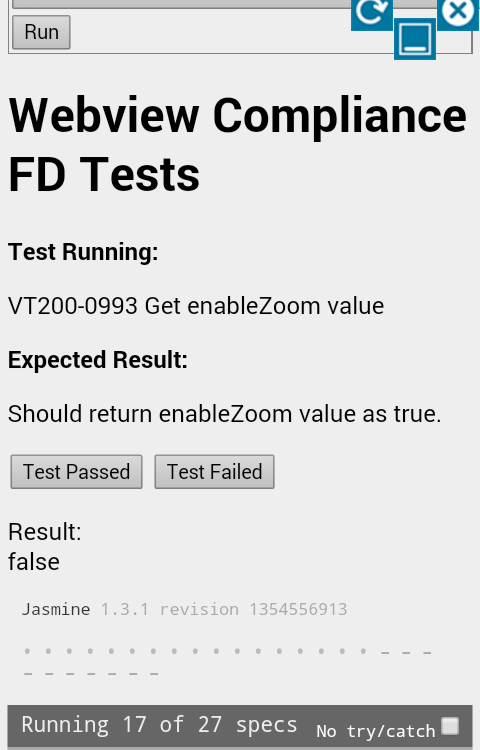 Run
Webview Compliance
FD Tests
Test Running:
VT200-0993 Get enableZoom value
Expected Result:
Should return enableZoom value as true.
Test Passed Test Failed
Result:
false
Jasmine 1.3.1 revision 1354556913
Running 17 of 27 specs No try/catch